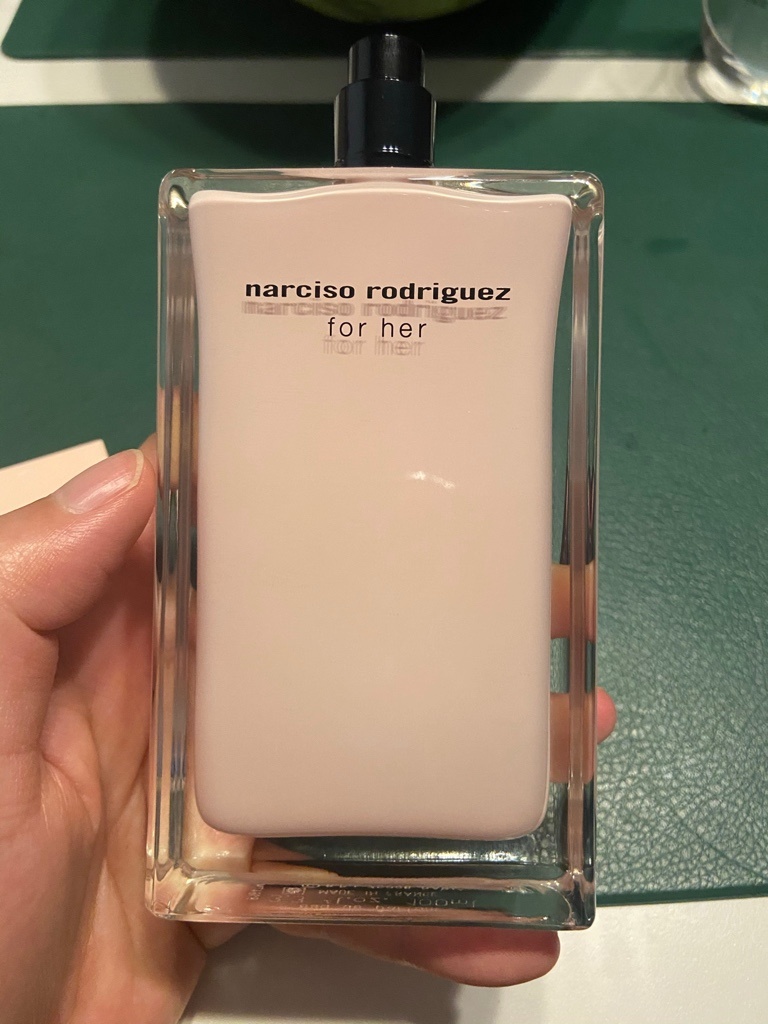 narciso rodriguez
for her